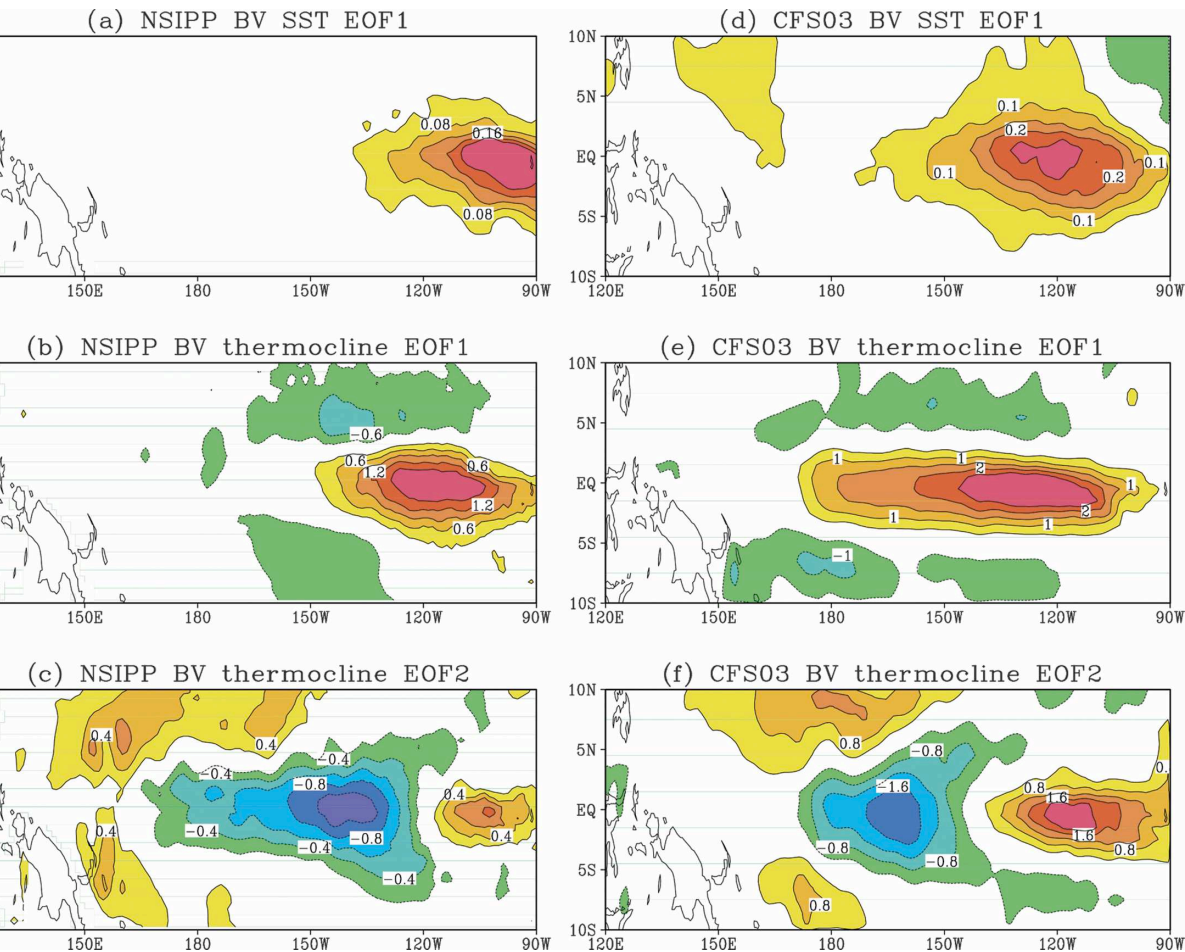 (a) NSIPP BV SST EOF1
0.08
0.16
0.08
150E 180 150W 120W 90W
(d) CFS03 BV SST EOF1
10N
5N
EQ
5S
10S
0.1
0.2
0.1
0.1
0.2
0.1
120E 150E 180 150W 120W 90W
(b) NSIPP BV thermocline EOF1
-0.6
0.6
0.6
1.2
1.2
0.6
150E 180 150W 120W 90W
(e) CFS03 BV thermocline EOF1
10N
5N
EQ
5S
10S
1
1
2
1
2
1
1
-1
120E 150E 180 150W 120W 90W
(c) NSIPP BV thermocline EOF2
0.4
0.4
-0.4
-0.4
-0.8
0.4
0.4
-0.4
-0.8
0.4
-0.4
-0.4
150E 180 150W 120W 90W
(f) CFS03 BV thermocline EOF2
10N
5N
EQ
5S
10S
0.8
-0.8
0.
-1.6
0.8
1.6
1.6
-0.8
0.8
-0.8
0.8
120E 150E 180 150W 120W 90W